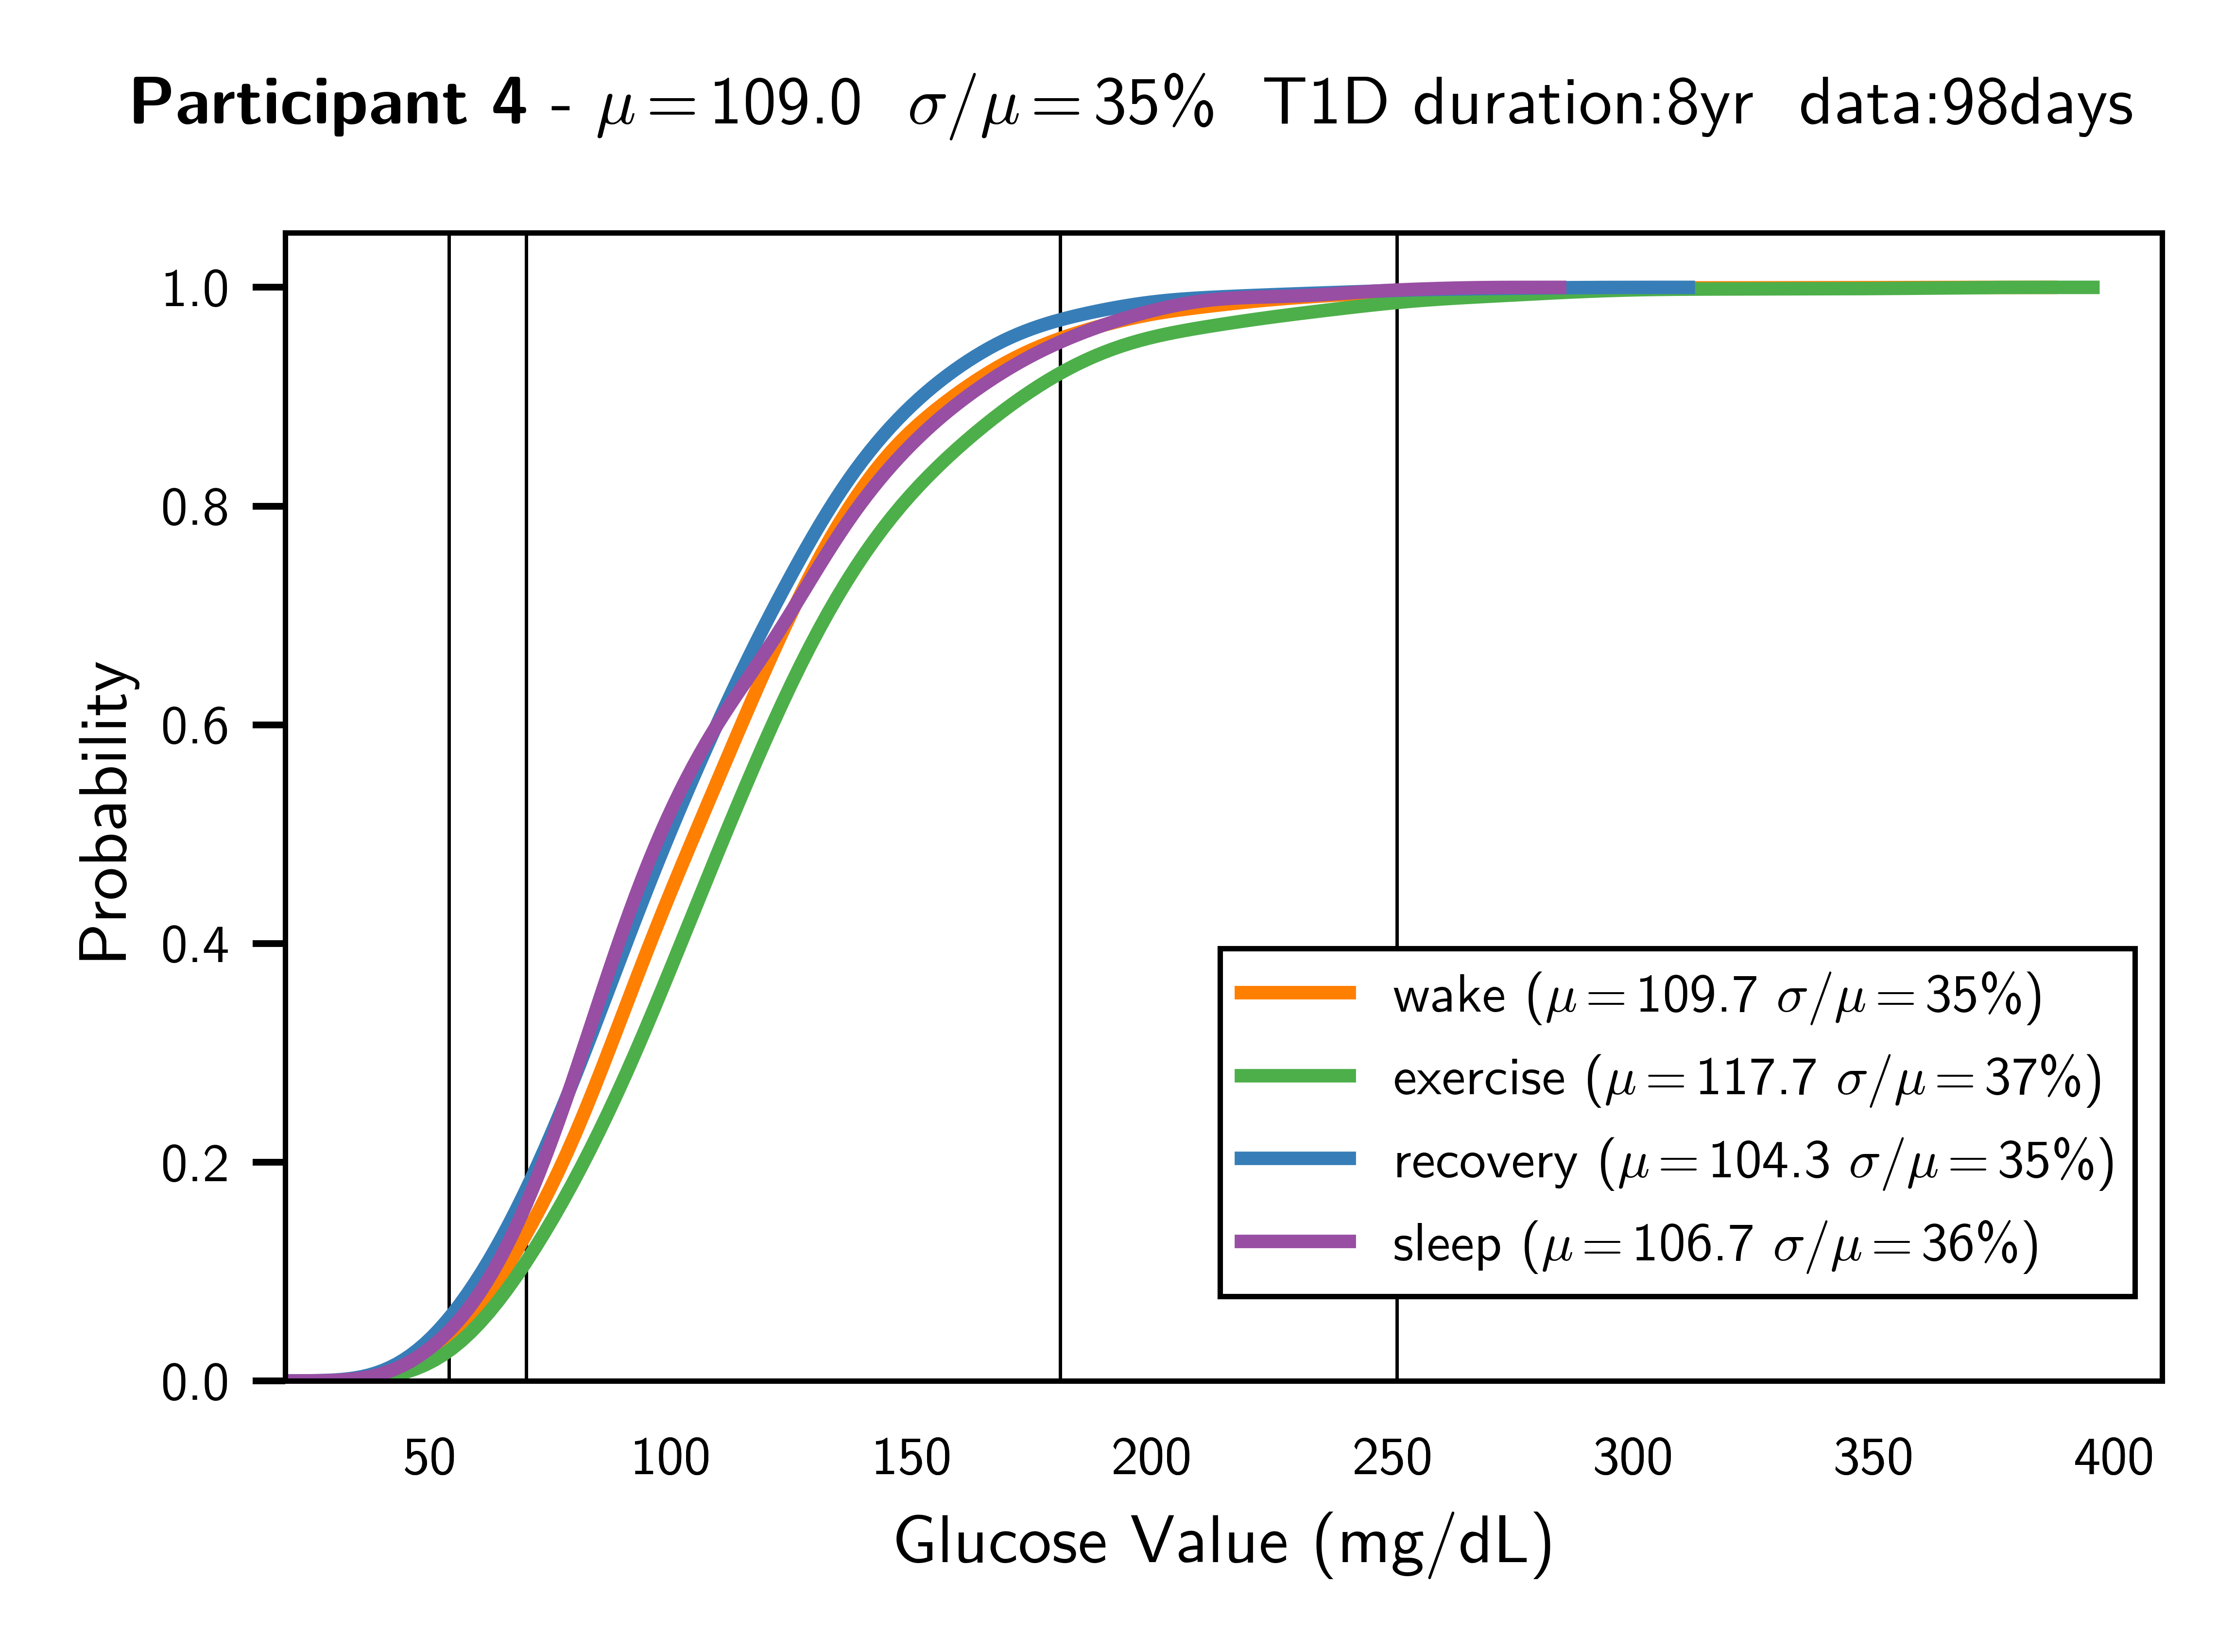 Participant 4 - μ=109.0 σ/μ=35% T1D duration:8yr data:98days
1.0
0.8
0.6
0.4
0.2
0.0
Probability
wake (μ=109.7 σ/μ=35%)
exercise (μ=117.7 σ/μ=37%)
recovery (μ=104.3 σ/μ=35%)
sleep (μ=106.7 σ/μ=36%)
50 100 150 200 250 300 350 400
Glucose Value (mg/dL)